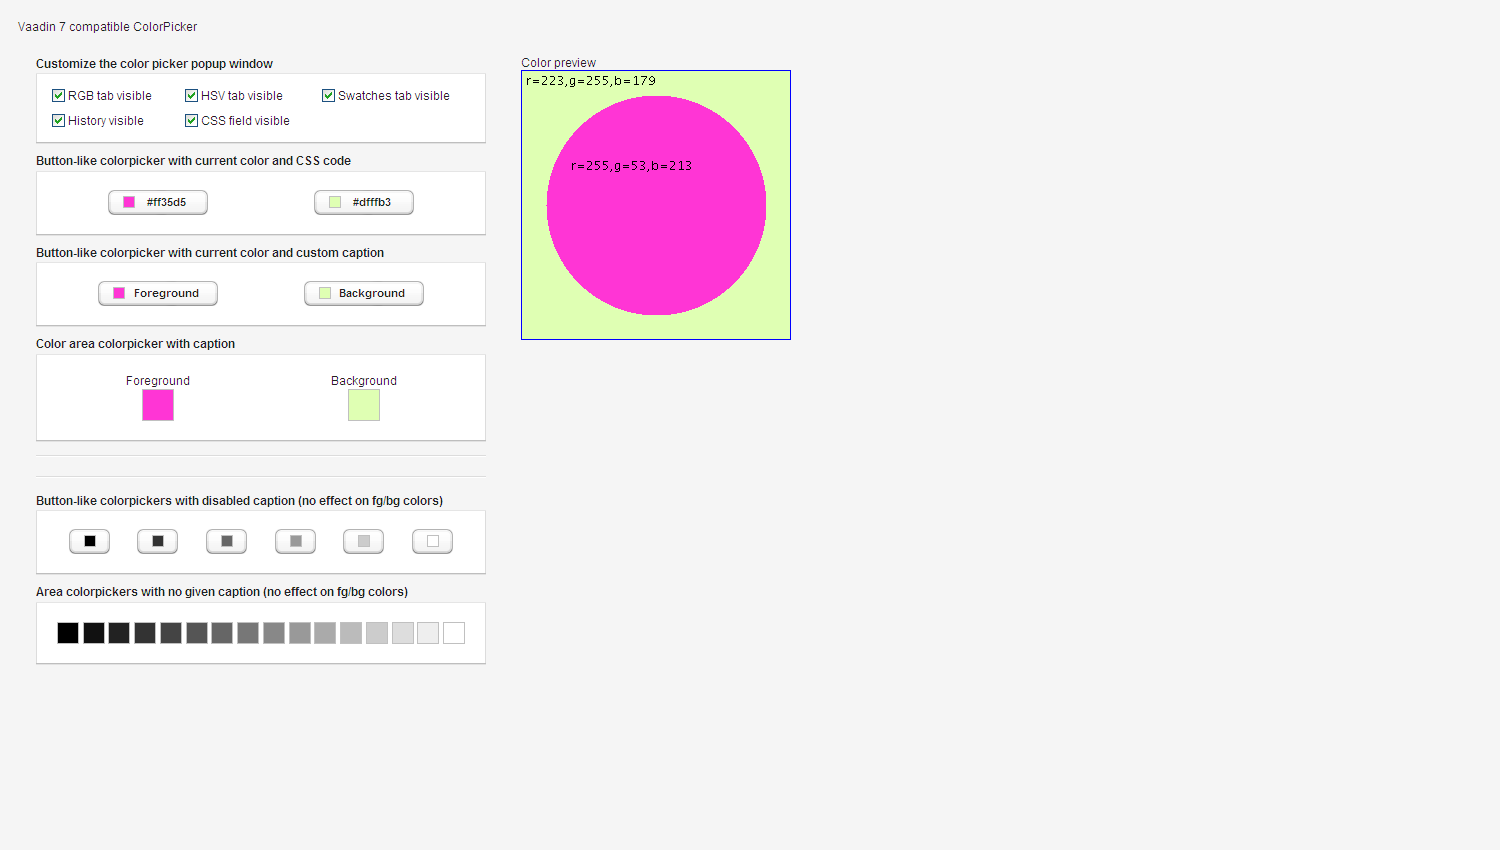 Vaadin 7 compatible ColorPicker
Customize the color picker popup window
RGB tab visible HSV tab visible Swatches tab visible
History visible CSS field visible
Button-like colorpicker with current color and CSS code
#ff35d5 #dfffb3
Button-like colorpicker with current color and custom caption
Foreground Background
Color area colorpicker with caption
Foreground Background
Button-like colorpickers with disabled caption (no effect on fg/bg colors)
Area colorpickers with no given caption (no effect on fg/bg colors)
Color preview
r=223,g=255,b=179
r=255,g=53,b=213